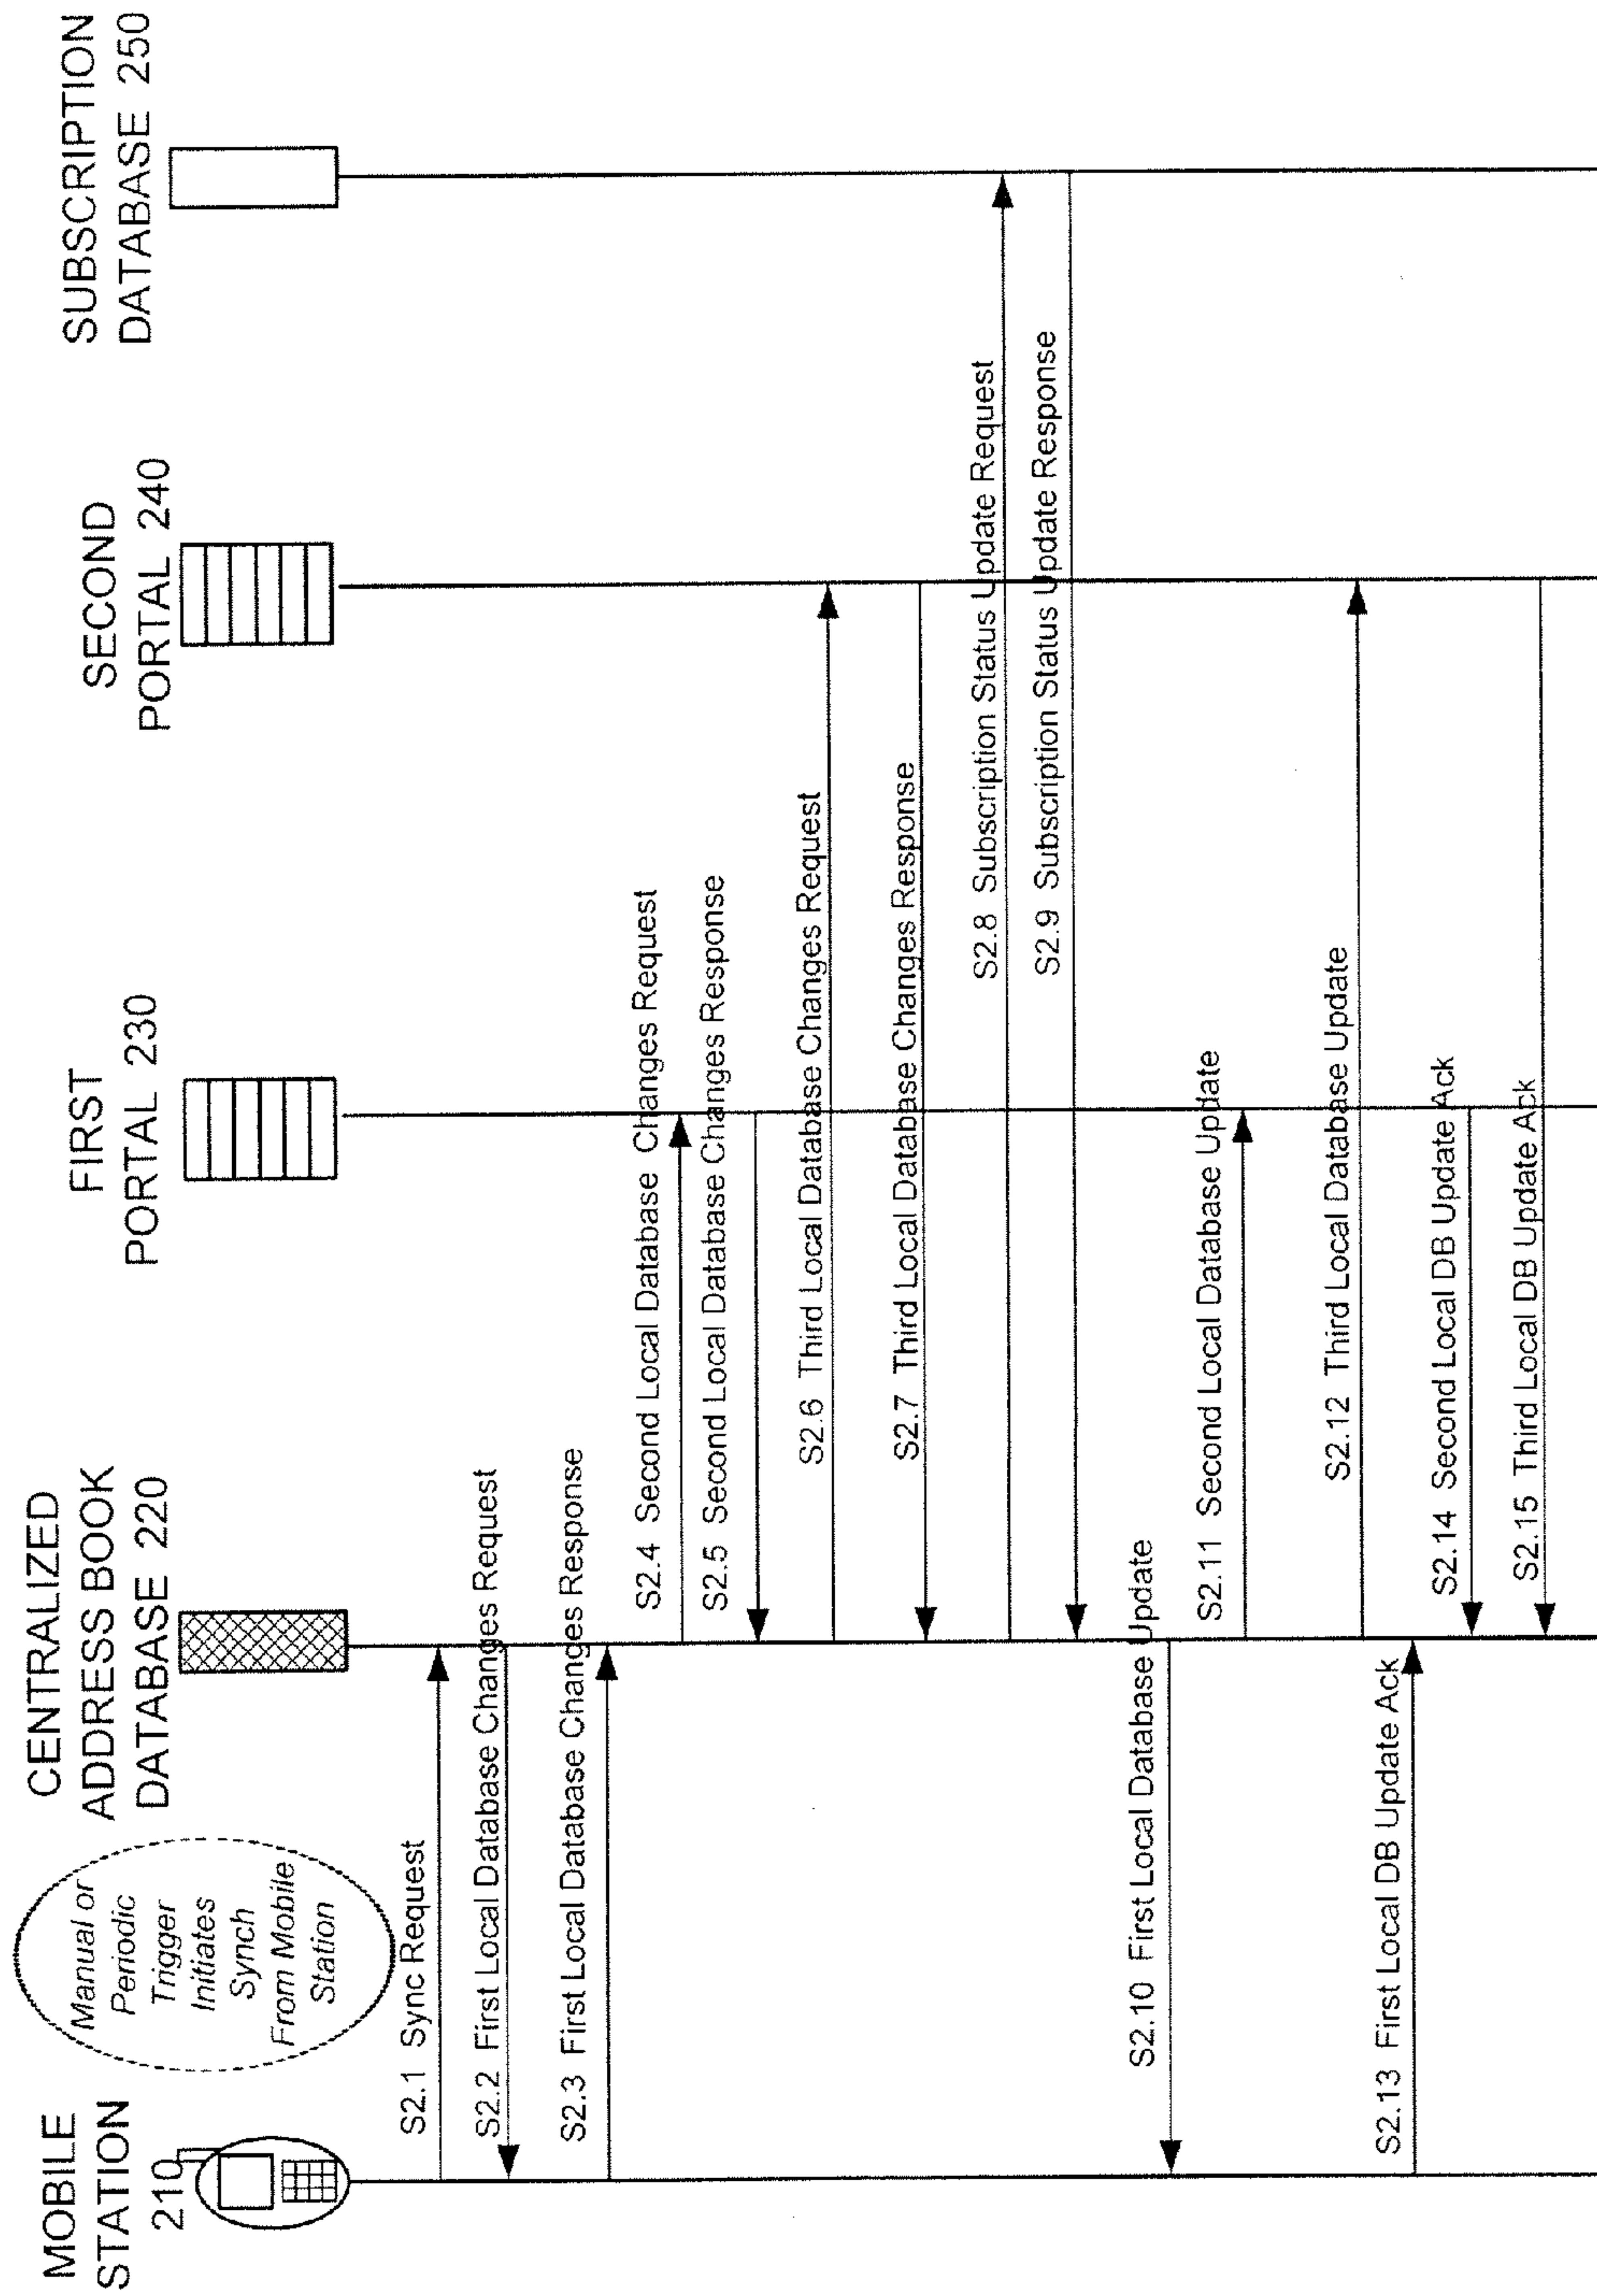 MOBILE
STATION
210
Manual or
Periodic
Trigger
Initiates
Synch
From Mobile
Station
CENTRALIZED
ADDRESS BOOK
DATABASE 220
FIRST
PORTAL 230
SECOND
PORTAL 240
SUBSCRIPTION
DATABASE 250
S2.1 Sync Request
S2.2 First Local Database Changes Request
S2.3 First Local Database Changes Response
S2.4 Second Local Database Changes Request
S2.5 Second Local Database Changes Response
S2.6 Third Local Database Changes Request
S2.7 Third Local Database Changes Response
S2.8 Subscription Status Update Request
S2.9 Subscription Status Update Response
S2.10 First Local Database Update
S2.11 Second Local Database Update
S2.12 Third Local Database Update
S2.13 First Local DB Update Ack
S2.14 Second Local DB Update Ack
S2.15 Third Local DB Update Ack